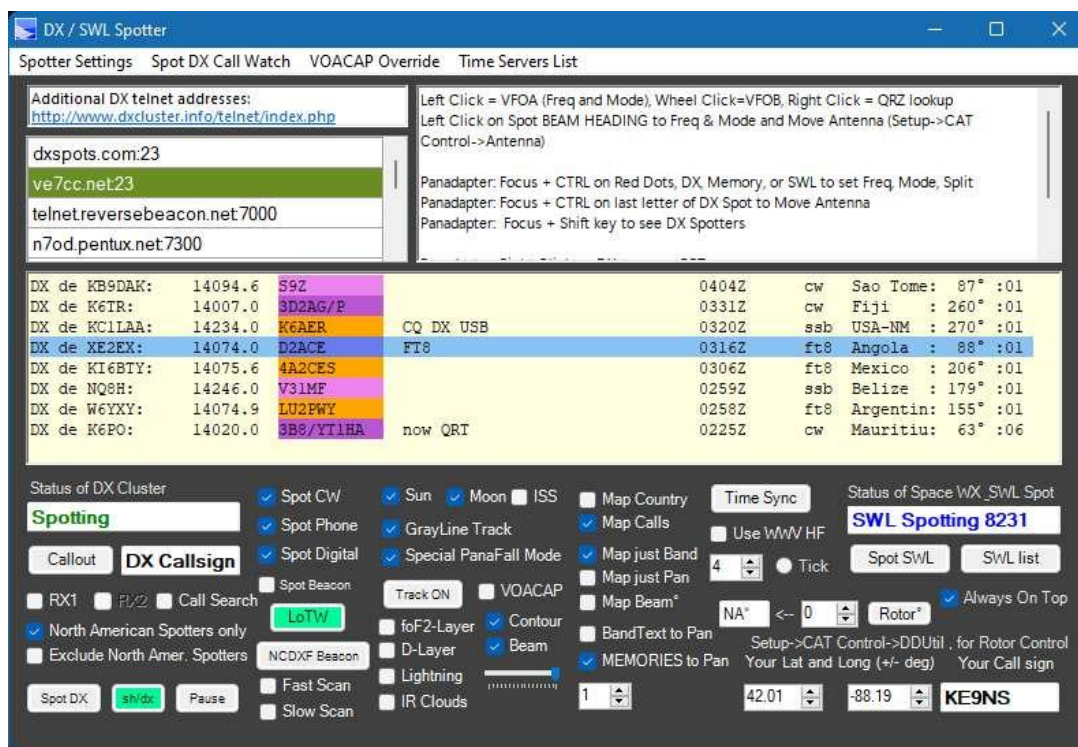 DX / SWL Spotter
Spotter Settings Spot DX Call Watch VOACAP Override Time Servers List
Additional DX telnet addresses:
http://www.dxcluster.info/telnet/index.php
dxspots.com:23
ve7cc.net:23
telnet.reversebeacon.net:7000
n7od.pentux.net:7300
Left Click = VFOA (Freq and Mode), Wheel Click=VFOB, Right Click = QRZ lookup
Left Click on Spot BEAM HEADING to Freq & Mode and Move Antenna (Setup->CAT
Control->Antenna)
Panadapter: Focus + CTRL on Red Dots, DX, Memory, or SWL to set Freq, Mode, Split
Panadapter: Focus + CTRL on last letter of DX Spot to Move Antenna
Panadapter: Focus + Shift key to see DX Spotters
DX de KB9DAK: 14094.6 S9Z 0404Z cw Sao Tome: 87° :01
DX de K6TR: 14007.0 3D2AG/P 0331Z cw Fiji : 260° :01
DX de KC1LAA: 14234.0 K6AER CQ DX USB 0320Z ssb USA-NM : 270° :01
DX de XE2EX: 14074.0 D2ACE FT8 0316Z ft8 Angola : 88° :01
DX de KI6BTY: 14075.6 4A2CES 0306Z ft8 Mexico : 206° :01
DX de NQ8H: 14246.0 V31MF 0259Z ssb Belize : 179° :01
DX de W6YXY: 14074.9 LU2PWY 0258Z ft8 Argentin: 155° :01
DX de K6PO: 14020.0 3B8/YT1HA now QRT 0225Z cw Mauritiu: 63° :06
Status of DX Cluster
Spotting
Callout DX Callsign
RX1 RX2 Call Search
North American Spotters only
Exclude North Amer. Spotters
Spot DX sh/dx Pause
Spot CW
Spot Phone
Spot Digital
Spot Beacon
LoTW
NCDXF Beacon
Fast Scan
Slow Scan
Sun Moon ISS
GrayLine Track
Special PanaFall Mode
Track ON VOACAP
foF2-Layer Contour
D-Layer Beam
Lightning
IR Clouds
Map Country
Map Calls
Map just Band
Map just Pan
Map Beam°
BandText to Pan
MEMORIES to Pan
1
Time Sync
Use WWV HF
4 Tick
NA° <-- 0 Rotor°
Status of Space WX_SWL Spot
SWL Spotting 8231
Spot SWL SWL list
Always On Top
Setup->CAT Control->DDUtil , for Rotor Control
Your Lat and Long (+/- deg) Your Call sign
42.01 -88.19 KE9NS